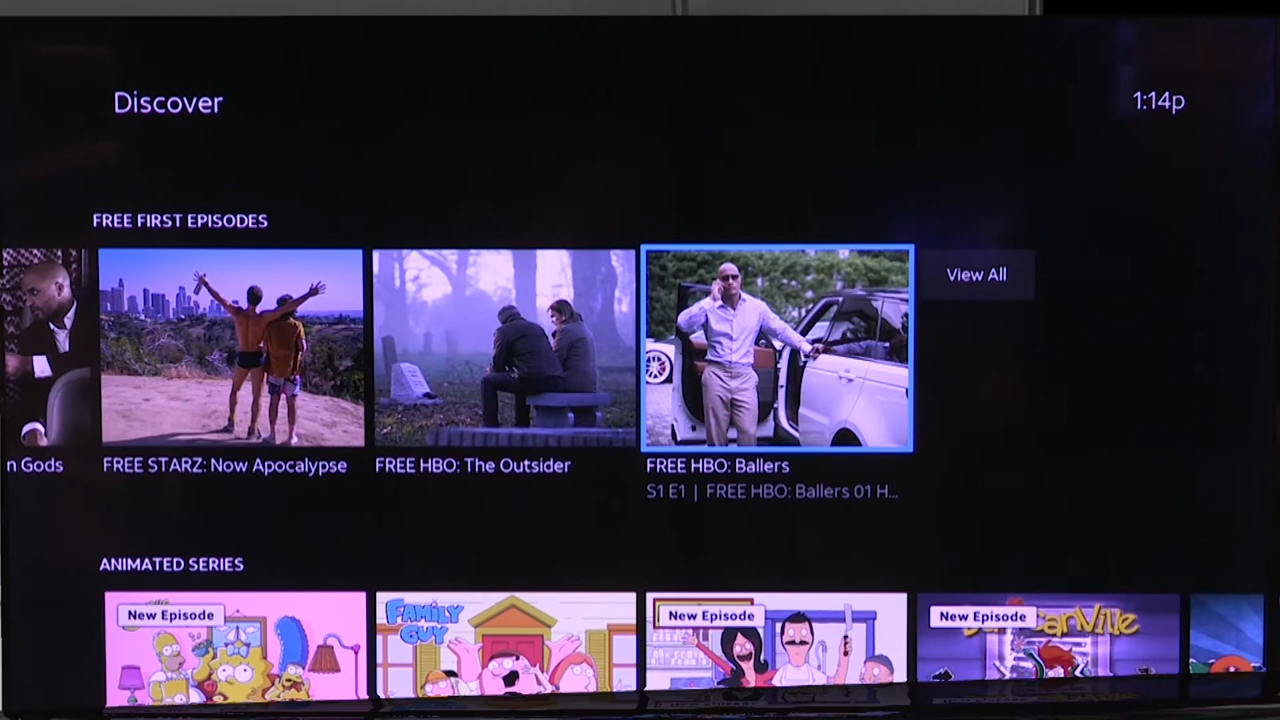 Discover
1:14p
FREE FIRST EPISODES
View All
n Gods
FREE STARZ: Now Apocalypse
FREE HBO: The Outsider
FREE HBO: Ballers
S1 E1 | FREE HBO: Ballers 01 H...
ANIMATED SERIES
New Episode
FAMILY GUY
New Episode
New Episode